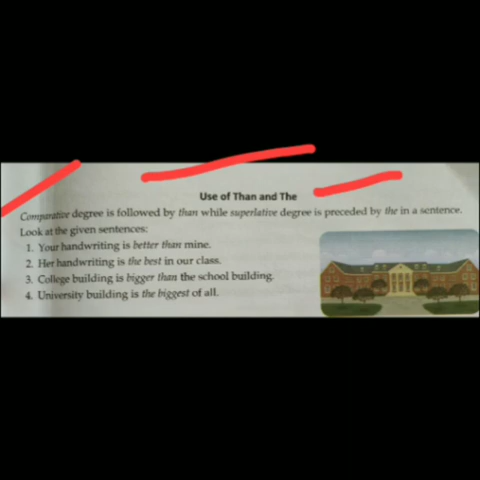 Use of Than and The
Comparative degree is followed by than while superlative degree is preceded by the in a sentence.
Look at the given sentences:
1. Your handwriting is better than mine.
2. Her handwriting is the best in our class.
3. College building is bigger than the school building.
4. University building is the biggest of all.